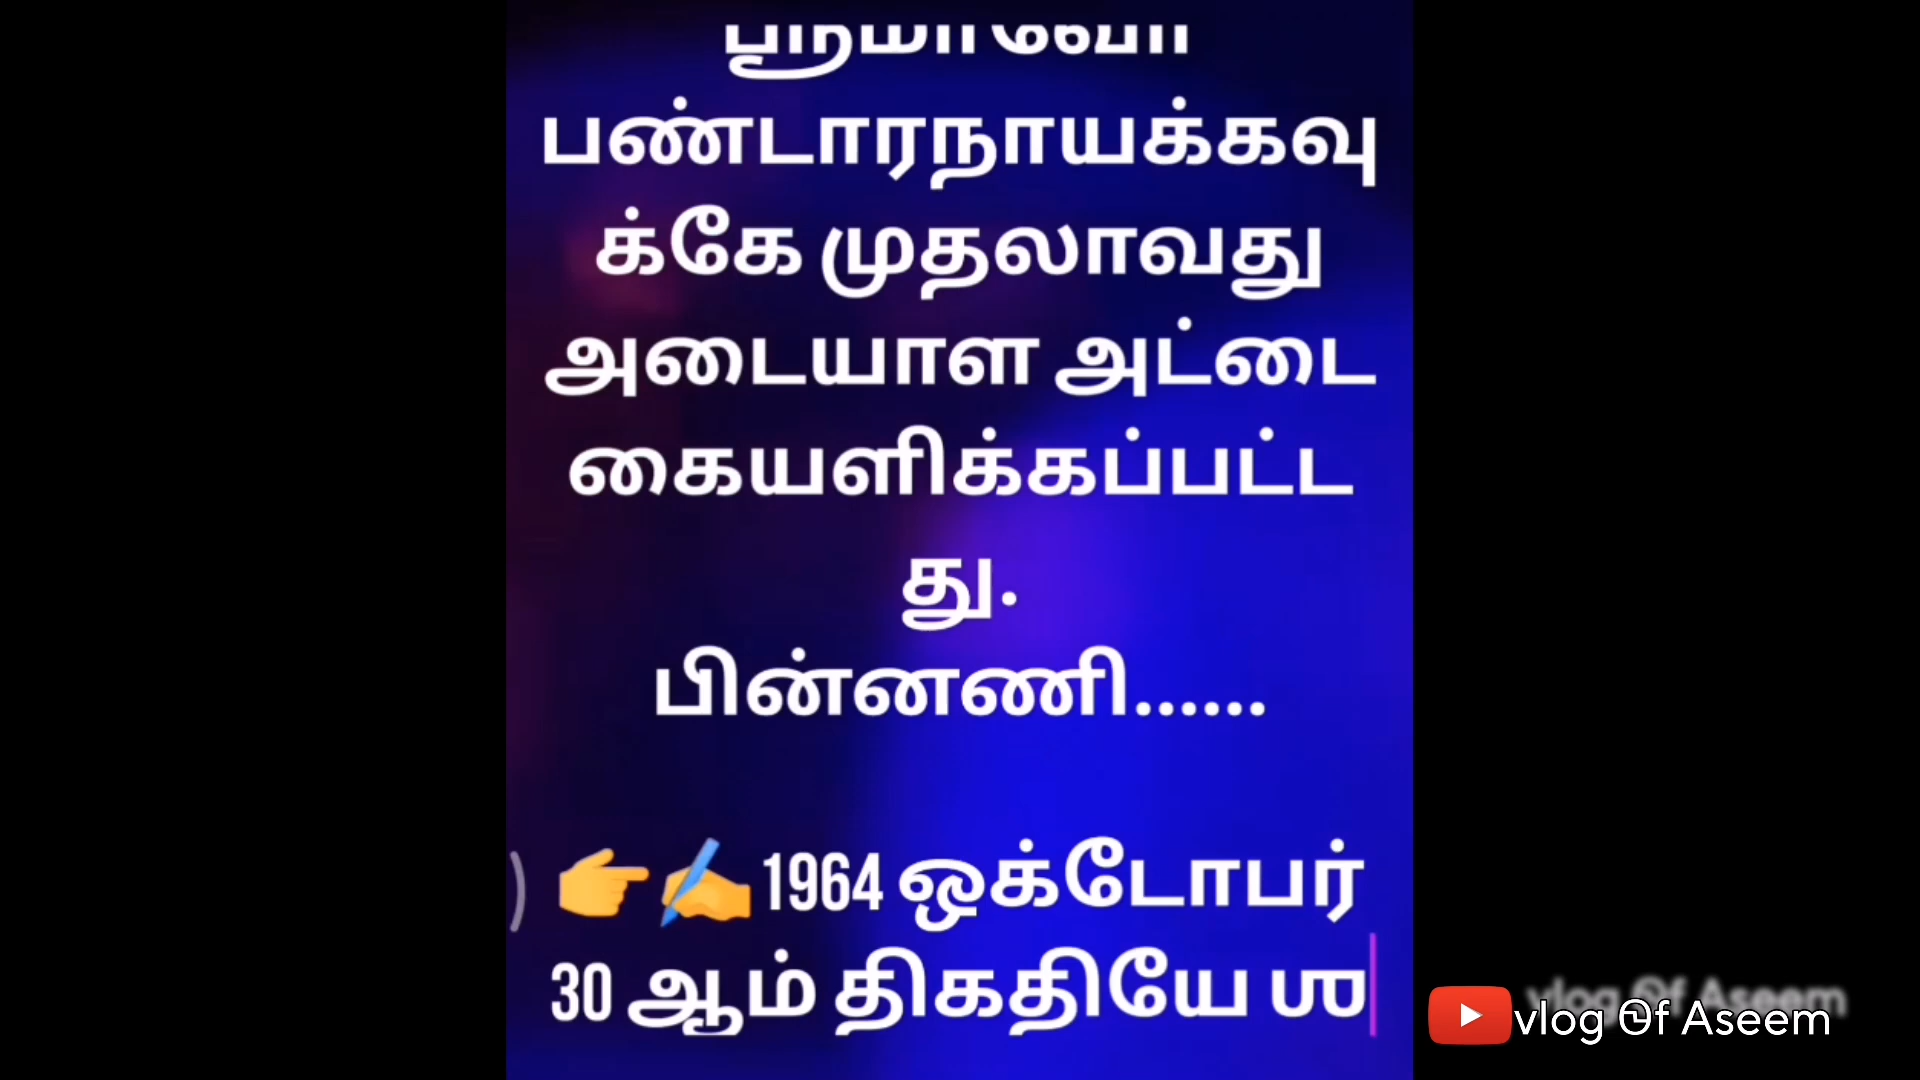 பண்டாரநாயக்கவு
க்கே முதலாவது
அடையாள அட்டை
கையளிக்கப்பட்ட
து.
பின்னணி......
) 👉✍️1964 ஒக்டோபர்
30 ஆம் திகதியே ஶ
vlog Of Aseem